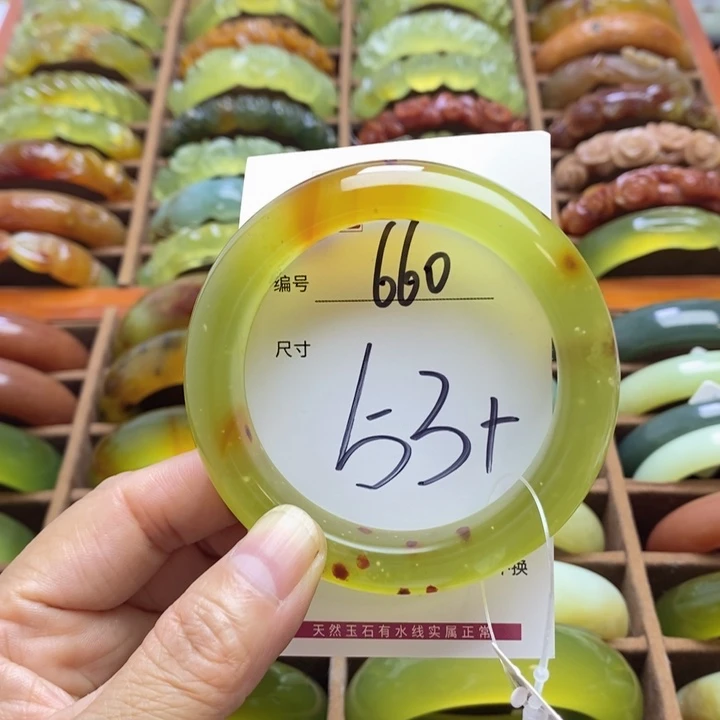 编号 660
尺寸
53+
换
天然玉石有水线实属正常